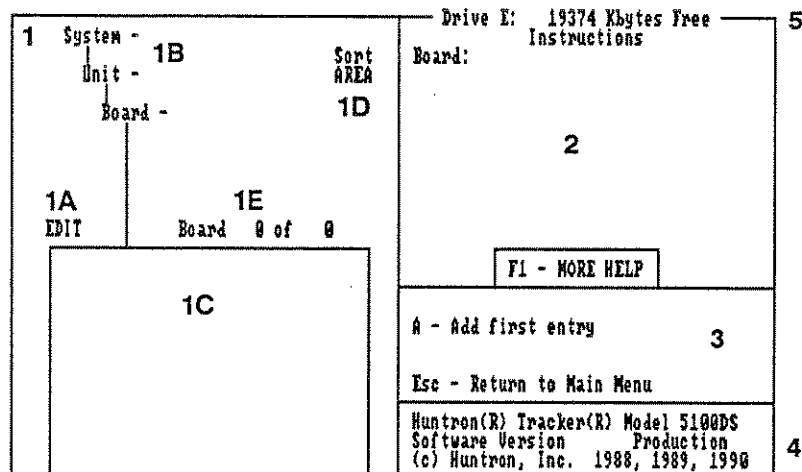 1 System -
1B
Unit -
Sort
AREA
Board -
1D
1A
EDIT
1E
Board 0 of 0
1C
Drive E: 19374 Kbytes Free
5
Instructions
Board:
2
F1 - MORE HELP
A - Add first entry
3
Esc - Return to Main Menu
Huntron(R) Tracker(R) Model 5100DS
Software Version Production
4
(c) Huntron, Inc. 1988, 1989, 1990